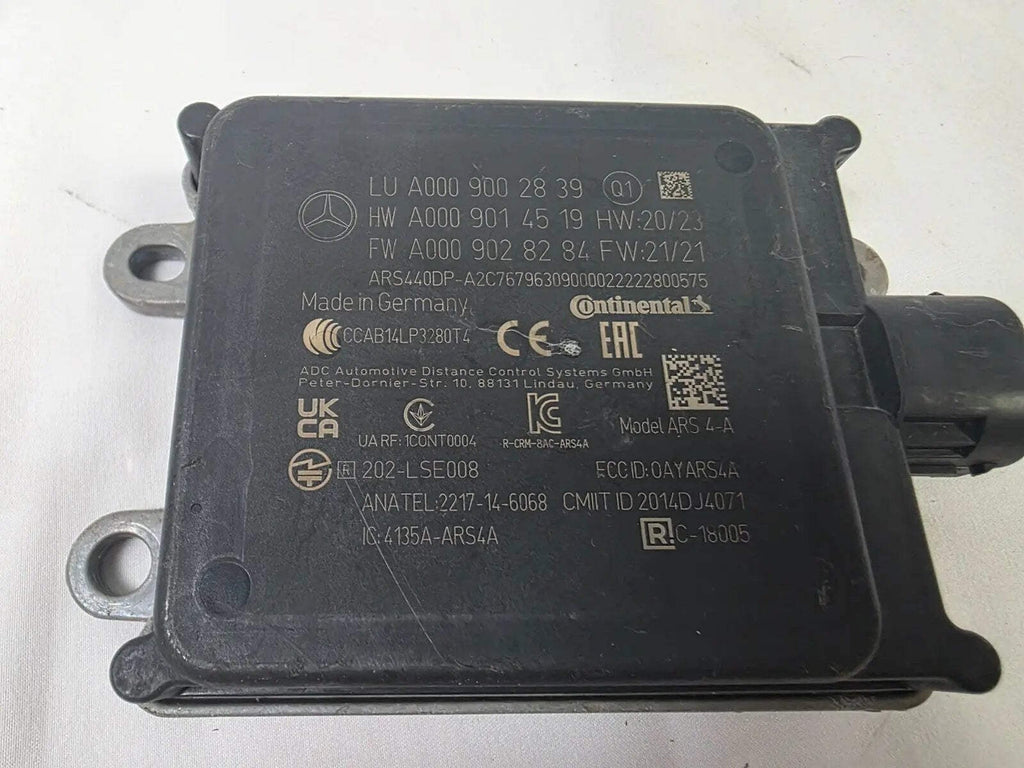 LU A000 900 28 39 Q1
HW A000 901 45 19 HW:20/23
FW A000 902 82 84 FW:21/21
ARS440DP-A2C76796309000022222800575
Made in Germany Continental
CCAB14LP3280T4 CE EAC
ADC Automotive Distance Control Systems GmbH
Peter-Dornier-Str. 10, 88131 Lindau, Germany
UK
CA
UA RF: 1CONT0004 R-CRM-8AC-ARS4A Model ARS 4-A
R 202-LSE008 FCC ID: OAYARS4A
ANATEL:2217-14-6068 CMIIT ID 2014DJ4071
IC: 4135A-ARS4A R! C-18005